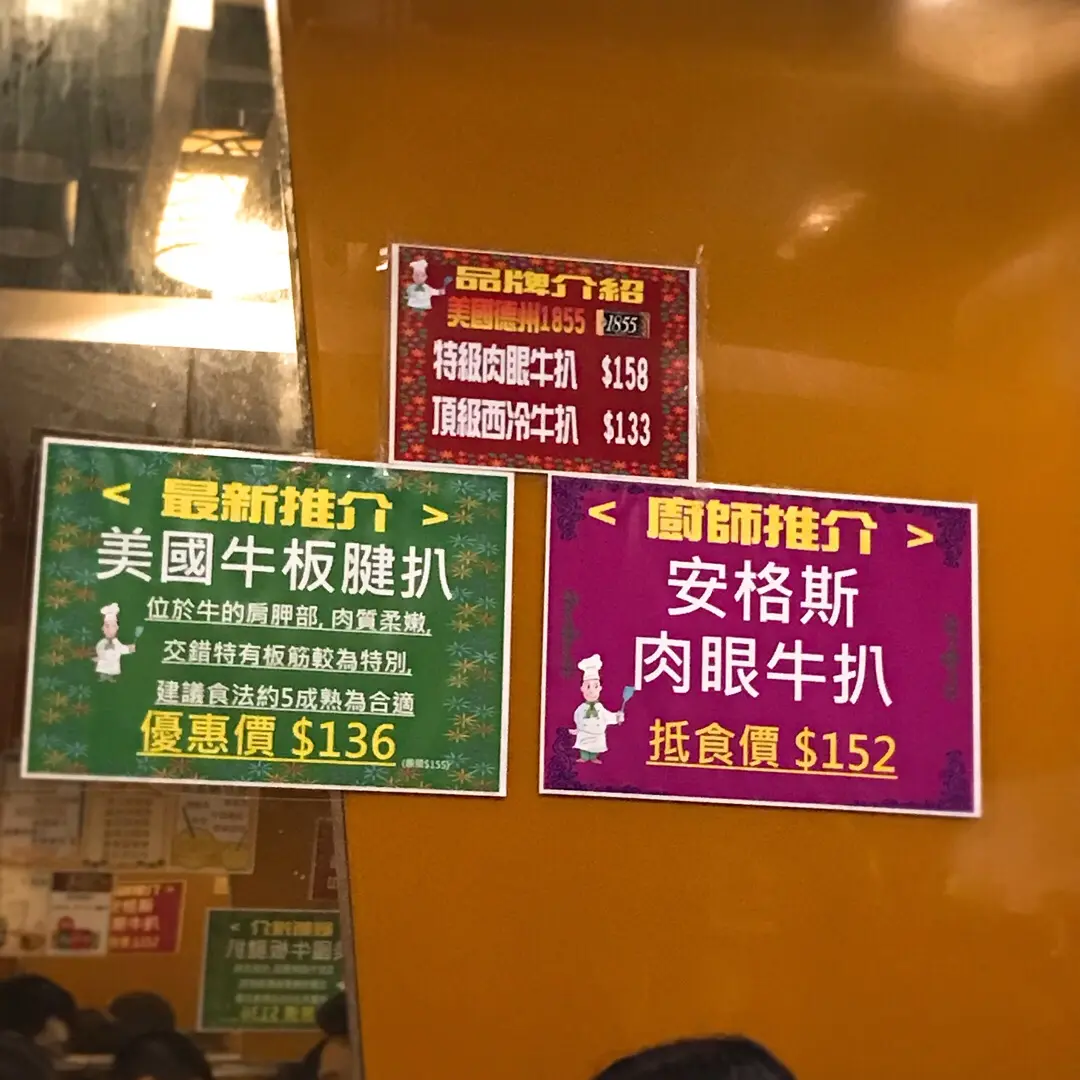 品牌介紹
美國德州1855 1855
特級肉眼牛扒 $158
頂級西冷牛扒 $133
< 最新推介 >
美國牛板腱扒
位於牛的肩胛部, 肉質柔嫩,
交錯特有板筋較為特別,
建議食法約5成熟為合適
優惠價 $136
(原價$155)
< 廚師推介 >
安格斯
肉眼牛扒
抵食價 $152